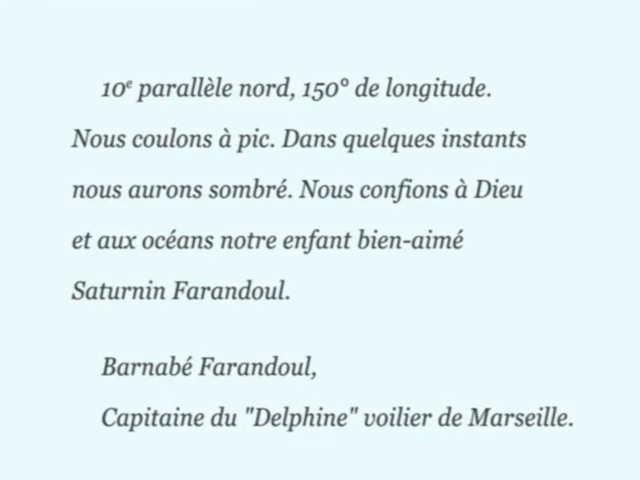 10e parallèle nord, 150° de longitude.
Nous coulons à pic. Dans quelques instants
nous aurons sombré. Nous confions à Dieu
et aux océans notre enfant bien-aimé
Saturnin Farandoul.
Barnabé Farandoul,
Capitaine du "Delphine" voilier de Marseille.